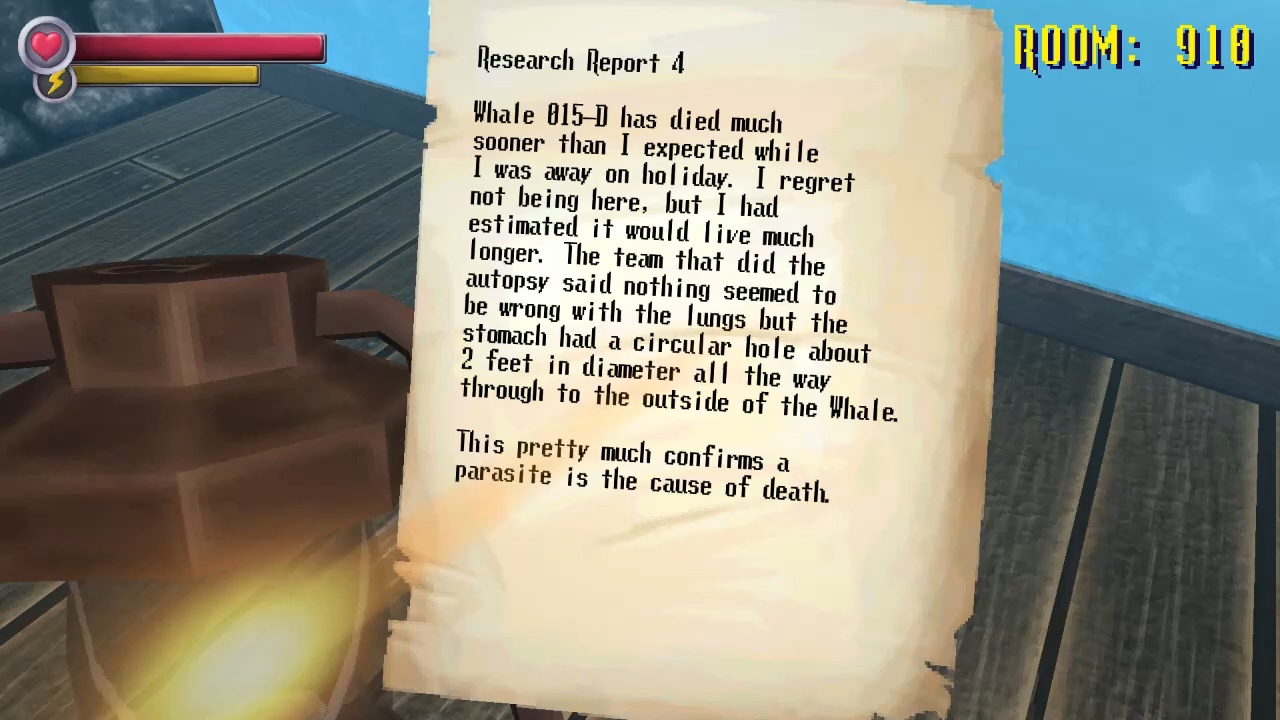 ROOM: 910
Research Report 4
Whale 015-D has died much
sooner than I expected while
I was away on holiday. I regret
not being here, but I had
estimated it would live much
longer. The team that did the
autopsy said nothing seemed to
be wrong with the lungs but the
stomach had a circular hole about
2 feet in diameter all the way
through to the outside of the Whale.
This pretty much confirms a
parasite is the cause of death.